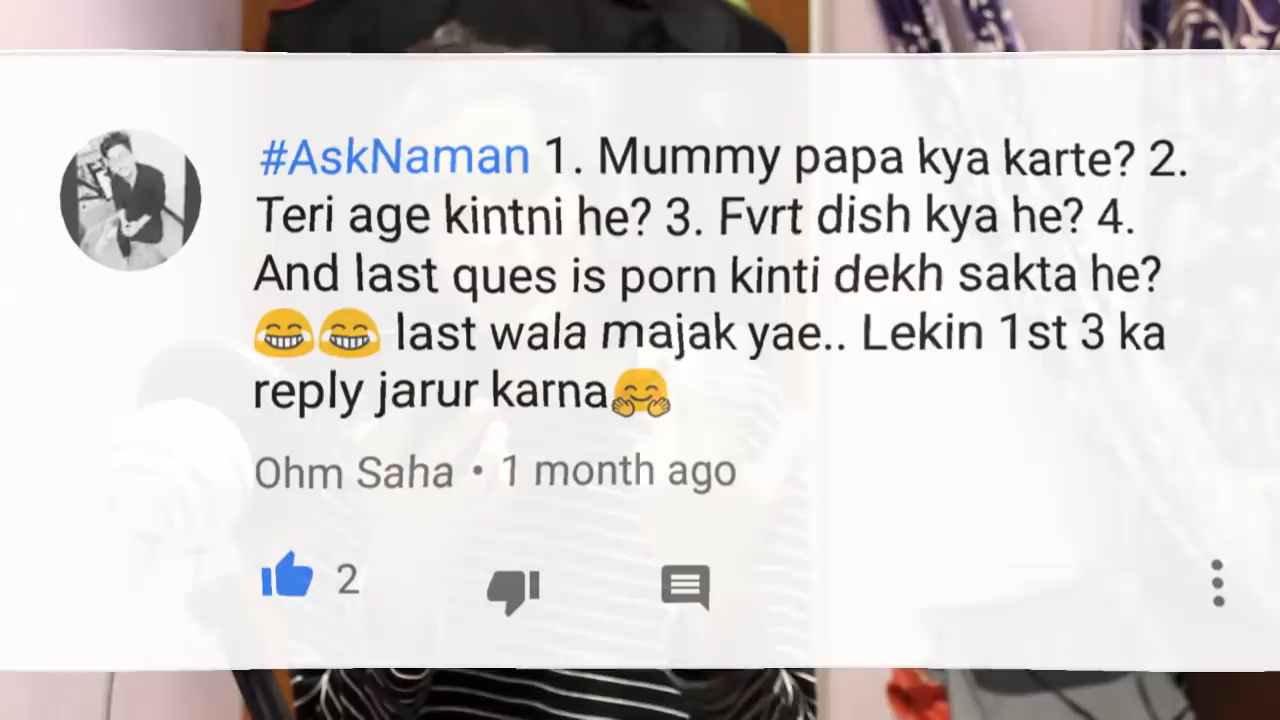 #AskNaman 1. Mummy papa kya karte? 2.
Teri age kintni he? 3. Fvrt dish kya he? 4.
And last ques is porn kinti dekh sakta he?
😂😂 last wala majak yae.. Lekin 1st 3 ka
reply jarur karna🤗
Ohm Saha • 1 month ago
2